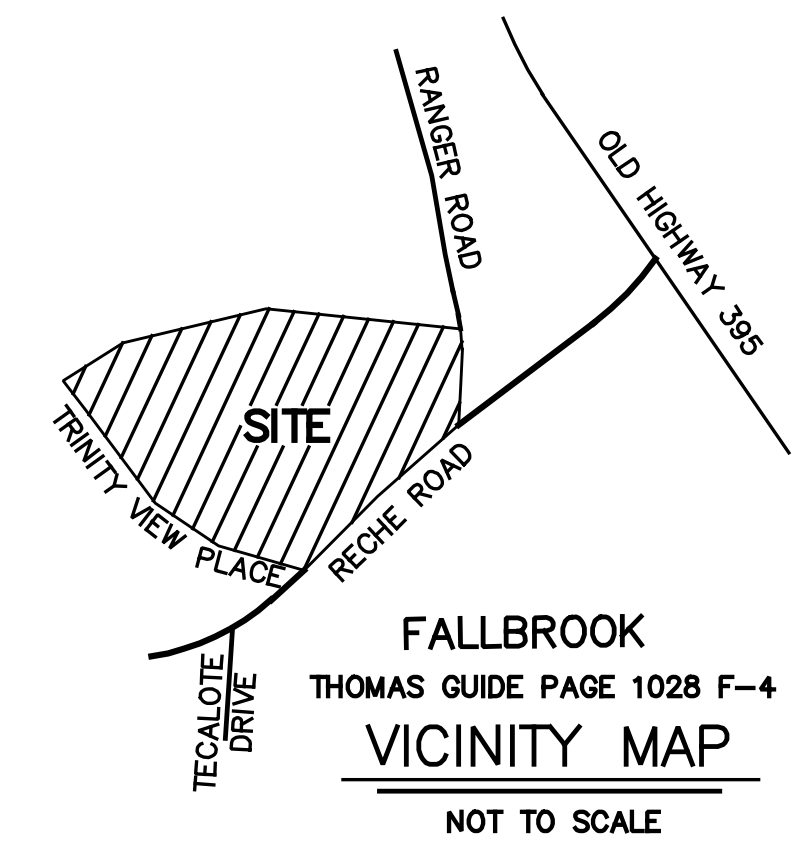 RANGER ROAD
OLD HIGHWAY 395
SITE
TRINITY VIEW PLACE
RECHE ROAD
TECALOTE
DRIVE
FALLBROOK
THOMAS GUIDE PAGE 1028 F-4
VICINITY MAP
NOT TO SCALE